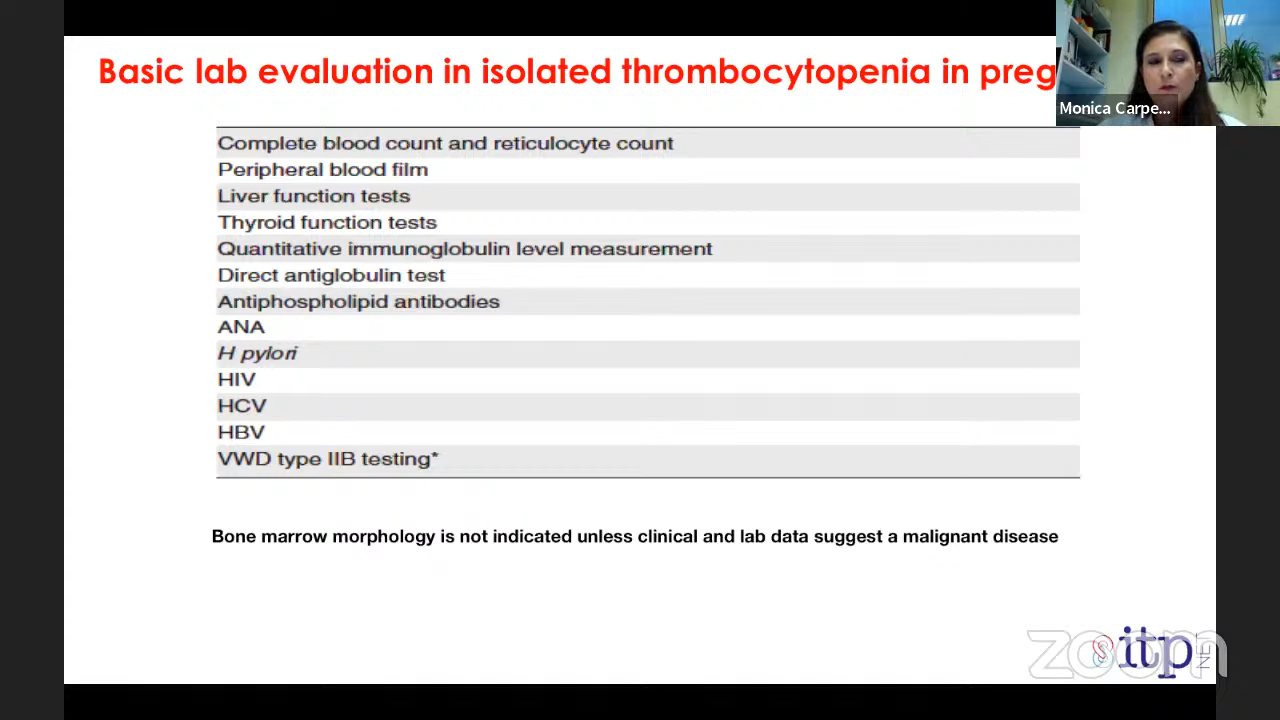 Basic lab evaluation in isolated thrombocytopenia in preg
Monica Carpe...
Complete blood count and reticulocyte count
Peripheral blood film
Liver function tests
Thyroid function tests
Quantitative immunoglobulin level measurement
Direct antiglobulin test
Antiphospholipid antibodies
ANA
H pylori
HIV
HCV
HBV
VWD type IIB testing*
Bone marrow morphology is not indicated unless clinical and lab data suggest a malignant disease
zoom
itp
NET